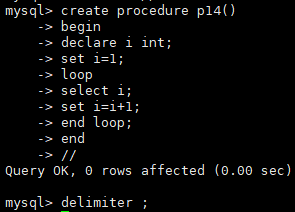 mysql> create procedure p14()
    -> begin
    -> declare i int;
    -> set i=1;
    -> loop
    -> select i;
    -> set i=i+1;
    -> end loop;
    -> end
    -> //
Query OK, 0 rows affected (0.00 sec)
mysql> delimiter ;